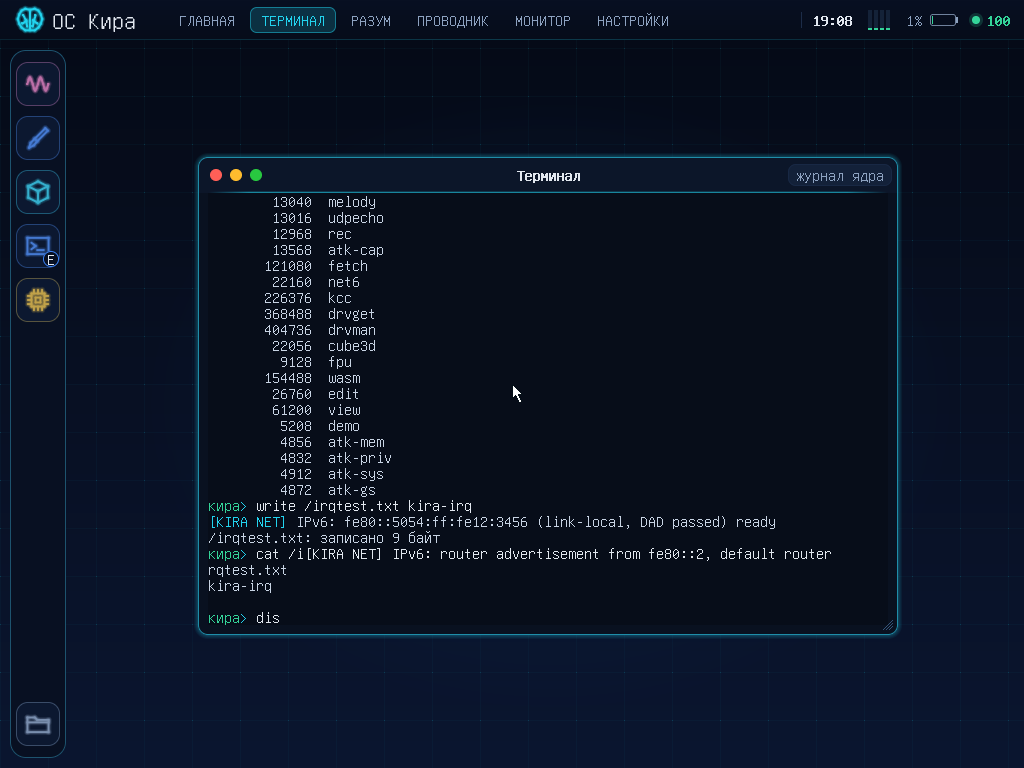 ОС Кира
ГЛАВНАЯ ТЕРМИНАЛ РАЗУМ ПРОВОДНИК МОНИТОР НАСТРОЙКИ
19:08 1% 100
E
Терминал
журнал ядра
13040 melody
13016 udpecho
12968 rec
13568 atk-cap
121080 fetch
22160 net6
226376 kcc
368488 drvget
404736 drvman
22056 cube3d
9128 fpu
154488 wasm
26760 edit
61200 view
5208 demo
4856 atk-mem
4832 atk-priv
4912 atk-sys
4872 atk-gs
кира> write /irqtest.txt kira-irq
[KIRA NET] IPv6: fe80::5054:ff:fe12:3456 (link-local, DAD passed) ready
/irqtest.txt: записано 9 байт
кира> cat /i[KIRA NET] IPv6: router advertisement from fe80::2, default router
rqtest.txt
kira-irq
кира> dis